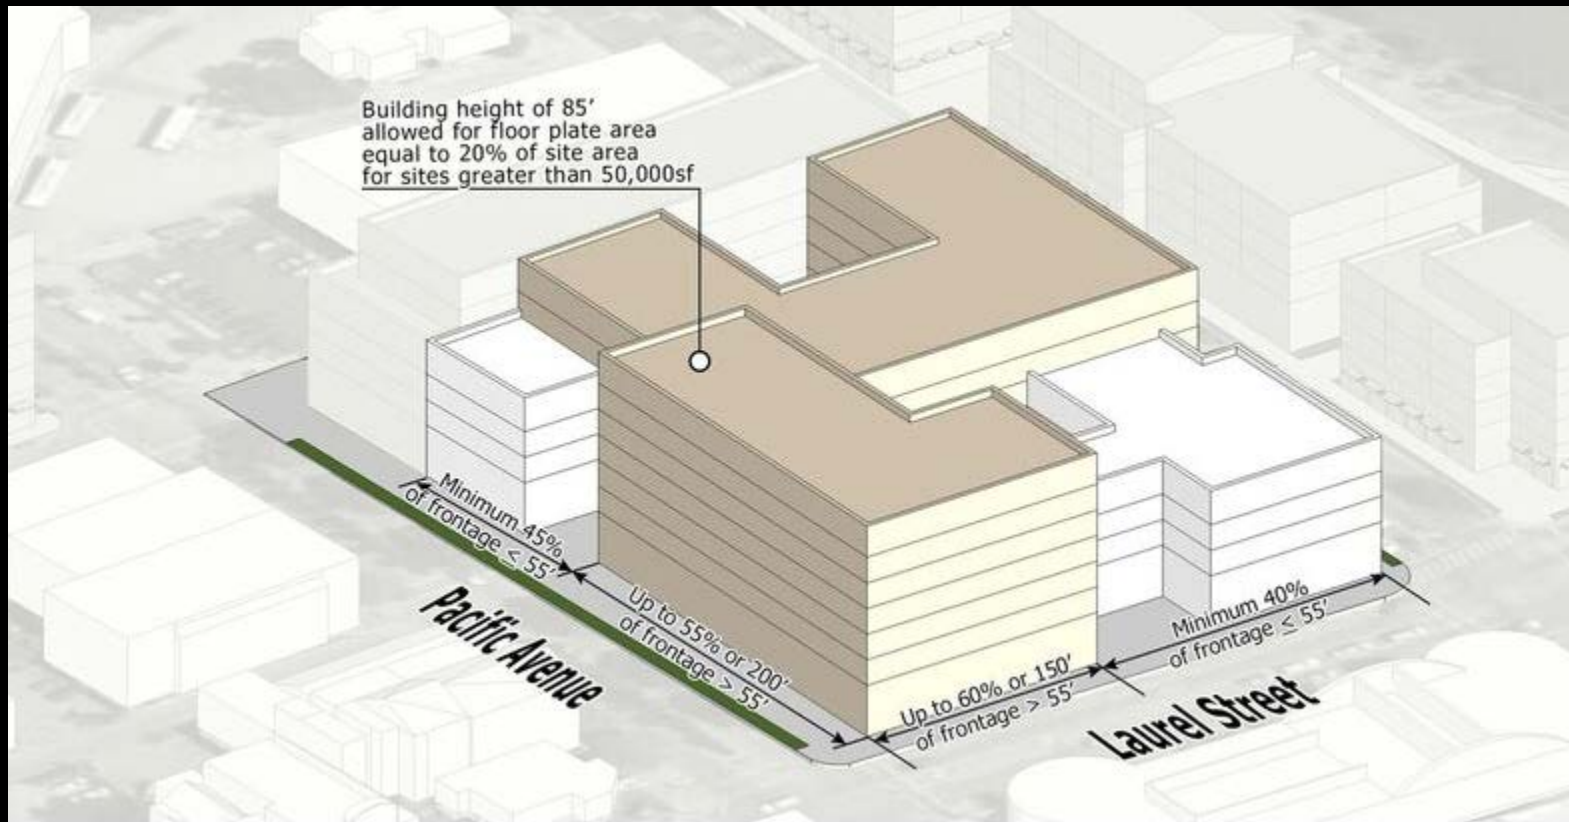 Building height of 85’
allowed for floor plate area
equal to 20% of site area
for sites greater than 50,000sf
Minimum 45%
of frontage ≤ 55’
Up to 55% or 200’
of frontage > 55’
Pacific Avenue
Up to 60% or 150’
of frontage > 55’
Minimum 40%
of frontage ≤ 55’
Laurel Street